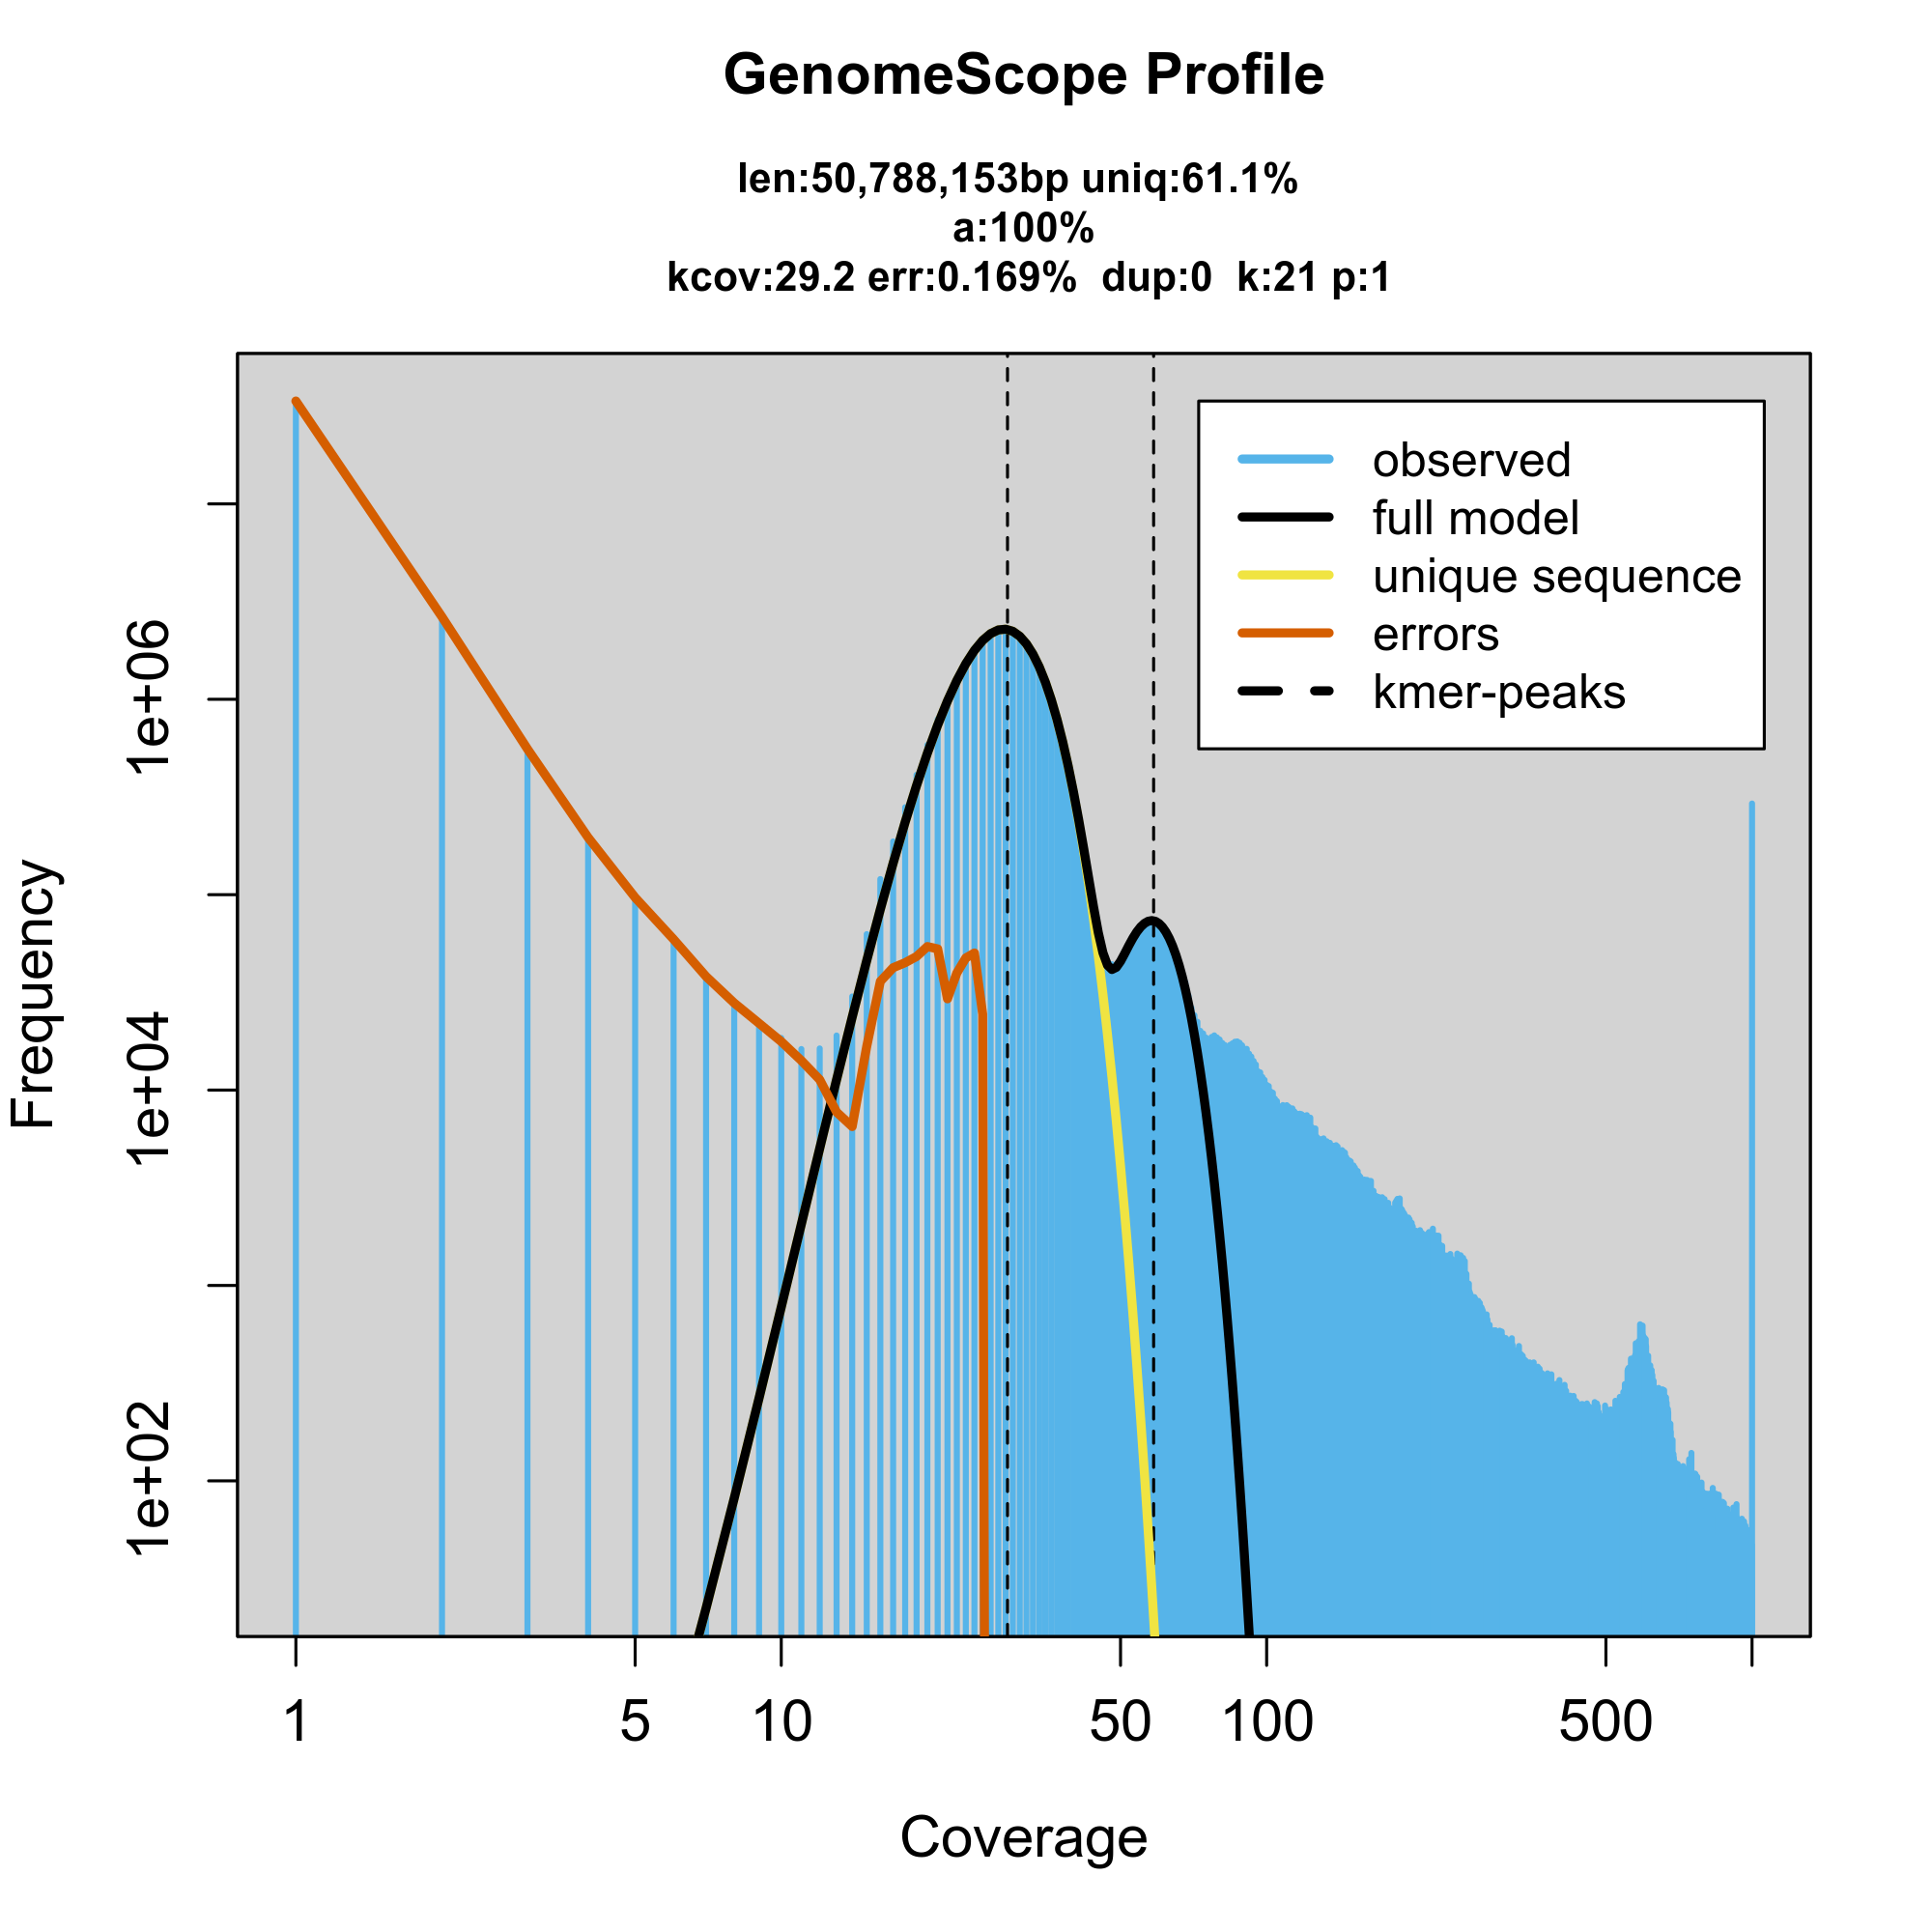 GenomeScope Profile
len:50,788,153bp uniq:61.1%
a:100%
kcov:29.2 err:0.169% dup:0 k:21 p:1
observed
full model
unique sequence
errors
kmer-peaks
Frequency
1e+06
1e+04
1e+02
1 5 10 50 100 500
Coverage